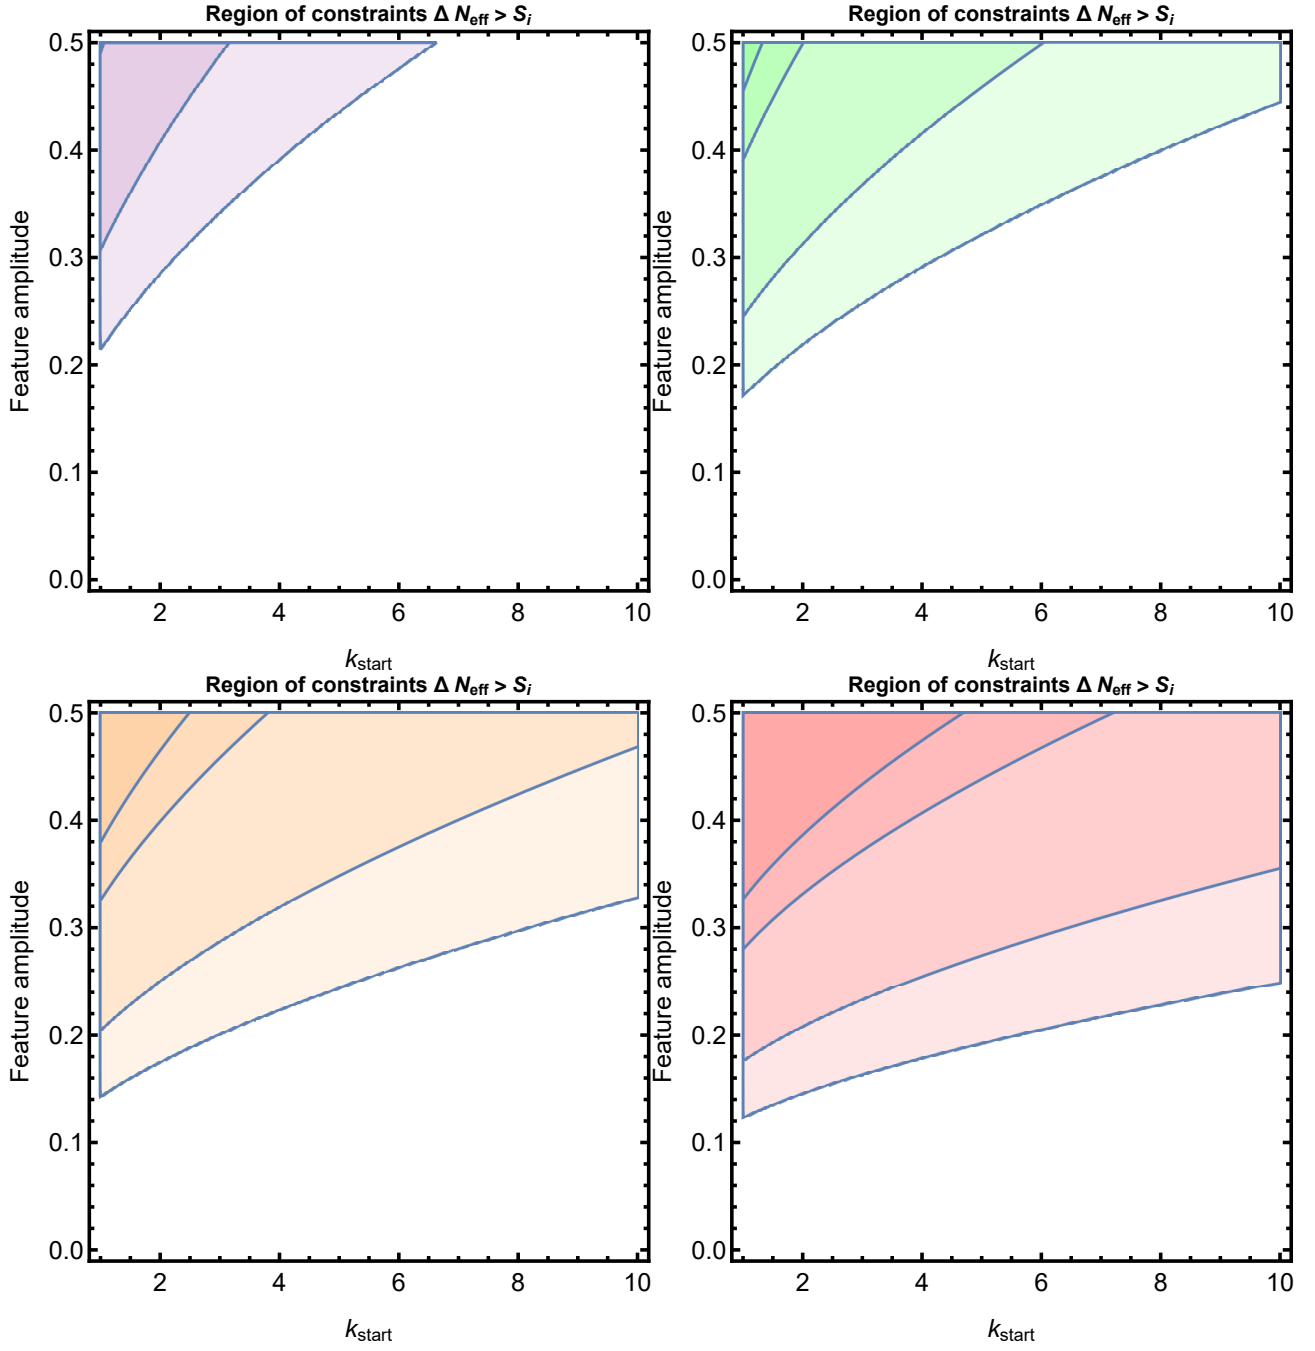 Region of constraints Δ N_eff > S_i
0.5
0.4
0.3
0.2
0.1
0.0
Feature amplitude
2 4 6 8 10
k_start
Region of constraints Δ N_eff > S_i
0.5
0.4
0.3
0.2
0.1
0.0
Feature amplitude
2 4 6 8 10
k_start
Region of constraints Δ N_eff > S_i
0.5
0.4
0.3
0.2
0.1
0.0
Feature amplitude
2 4 6 8 10
k_start
Region of constraints Δ N_eff > S_i
0.5
0.4
0.3
0.2
0.1
0.0
Feature amplitude
2 4 6 8 10
k_start